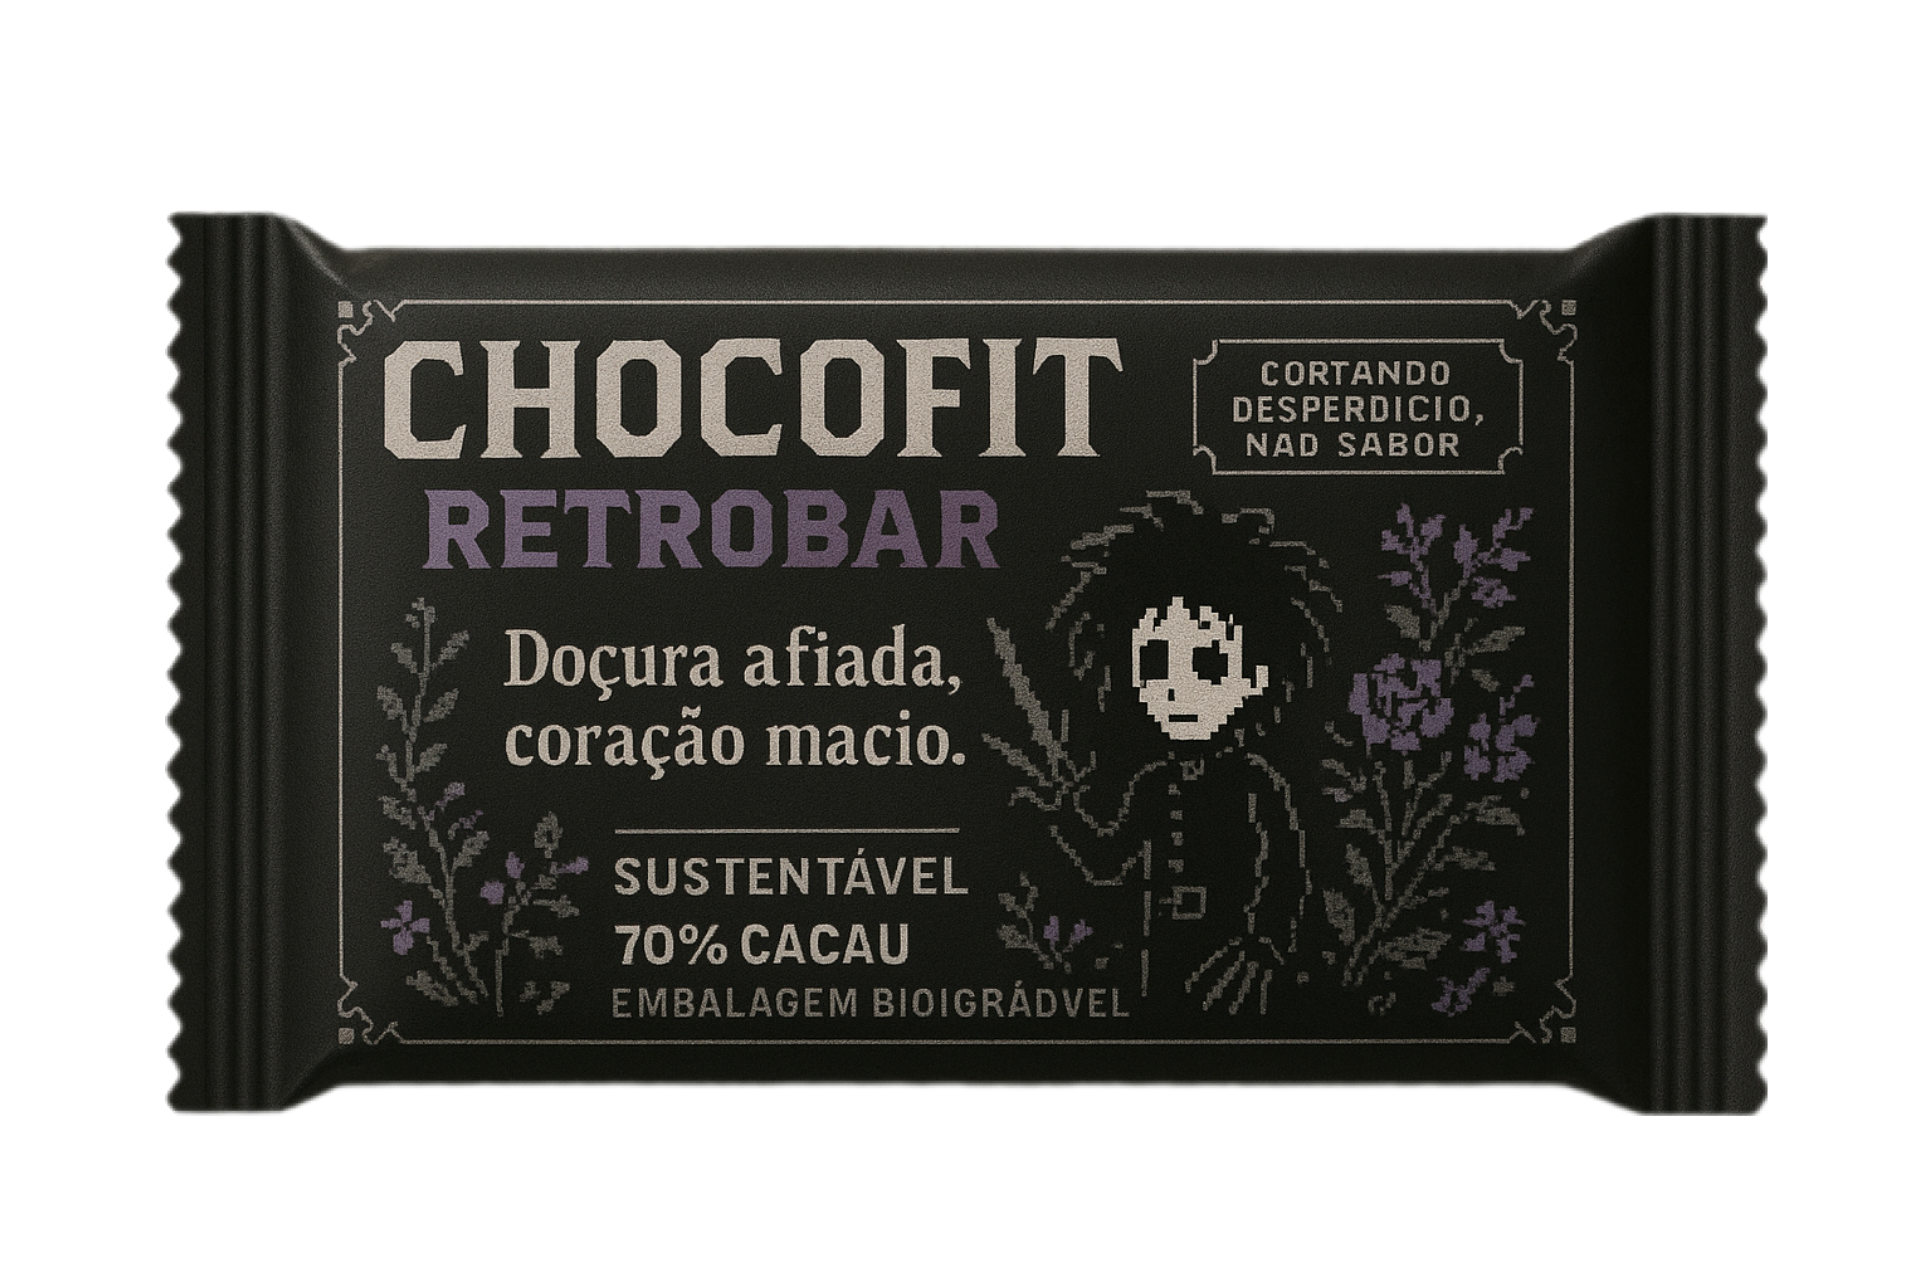 CHOCOFIT
RETROBAR
CORTANDO
DESPERDICIO,
NAD SABOR
Doçura afiada,
coração macio.
SUSTENTÁVEL
70% CACAU
EMBALAGEM BIOIGRÁDVEL